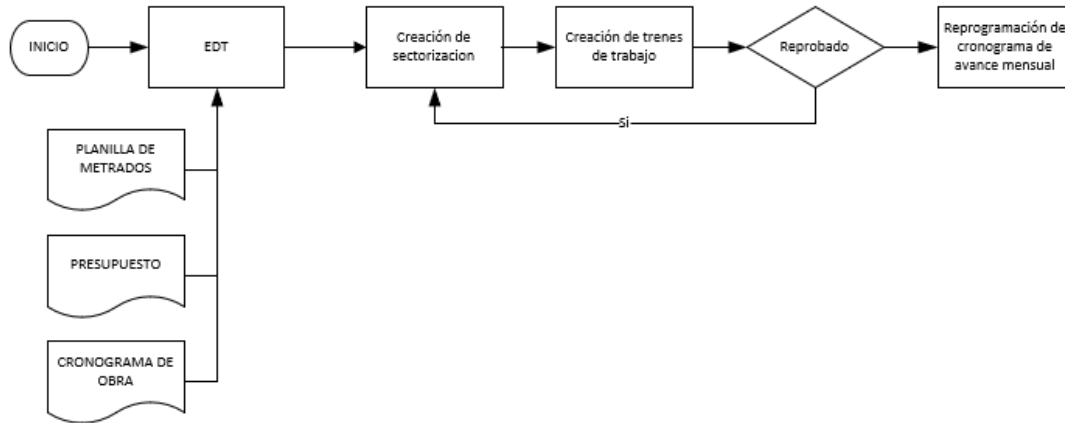 INICIO
EDT
Creación de
sectorizacion
Creación de trenes
de trabajo
Reprobado
Reprogramación de
cronograma de
avance mensual
Si
PLANILLA DE
METRADOS
PRESUPUESTO
CRONOGRAMA DE
OBRA